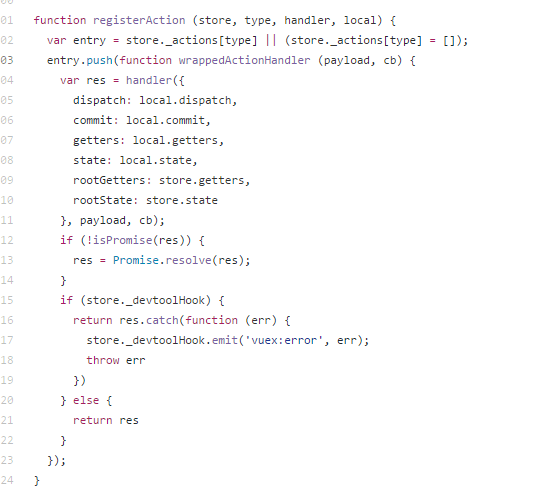 01 function registerAction (store, type, handler, local) {
02   var entry = store._actions[type] || (store._actions[type] = []);
03   entry.push(function wrappedActionHandler (payload, cb) {
04     var res = handler({
05       dispatch: local.dispatch,
06       commit: local.commit,
07       getters: local.getters,
08       state: local.state,
09       rootGetters: store.getters,
10       rootState: store.state
11     }, payload, cb);
12     if (!isPromise(res)) {
13       res = Promise.resolve(res);
14     }
15     if (store._devtoolHook) {
16       return res.catch(function (err) {
17         store._devtoolHook.emit('vuex:error', err);
18         throw err
19       })
20     } else {
21       return res
22     }
23   });
24 }